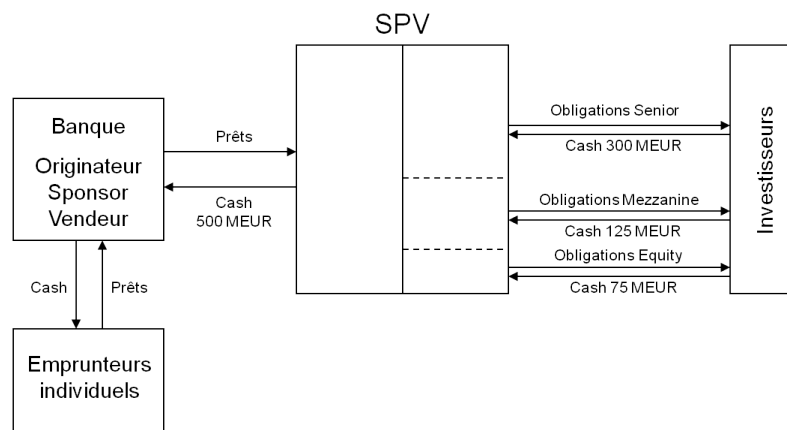 SPV
Banque
Originateur
Sponsor
Vendeur
Prêts
Cash
500 MEUR
Obligations Senior
Cash 300 MEUR
Obligations Mezzanine
Cash 125 MEUR
Obligations Equity
Cash 75 MEUR
Investisseurs
Cash
Prêts
Emprunteurs
individuels